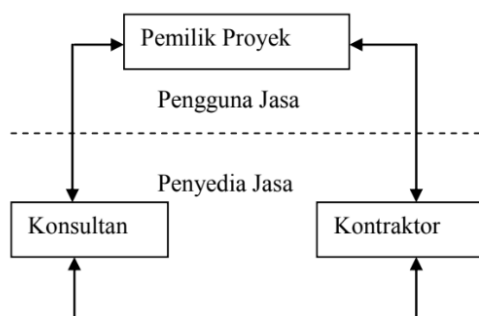 Pemilik Proyek
Pengguna Jasa
Penyedia Jasa
Konsultan
Kontraktor